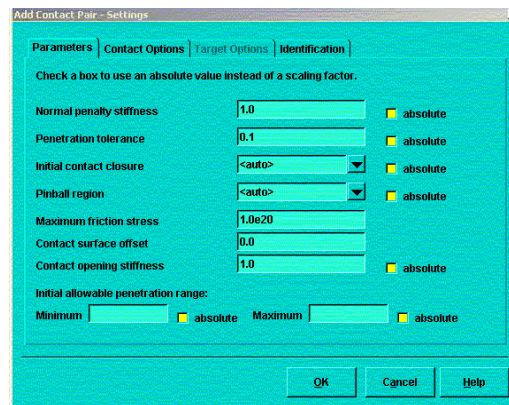 Add Contact Pair - Settings
Parameters Contact Options Target Options Identification
Check a box to use an absolute value instead of a scaling factor.
Normal penalty stiffness 1.0 absolute
Penetration tolerance 0.1 absolute
Initial contact closure <auto> absolute
Pinball region <auto> absolute
Maximum friction stress 1.0e20
Contact surface offset 0.0
Contact opening stiffness 1.0 absolute
Initial allowable penetration range:
Minimum absolute Maximum absolute
OK Cancel Help